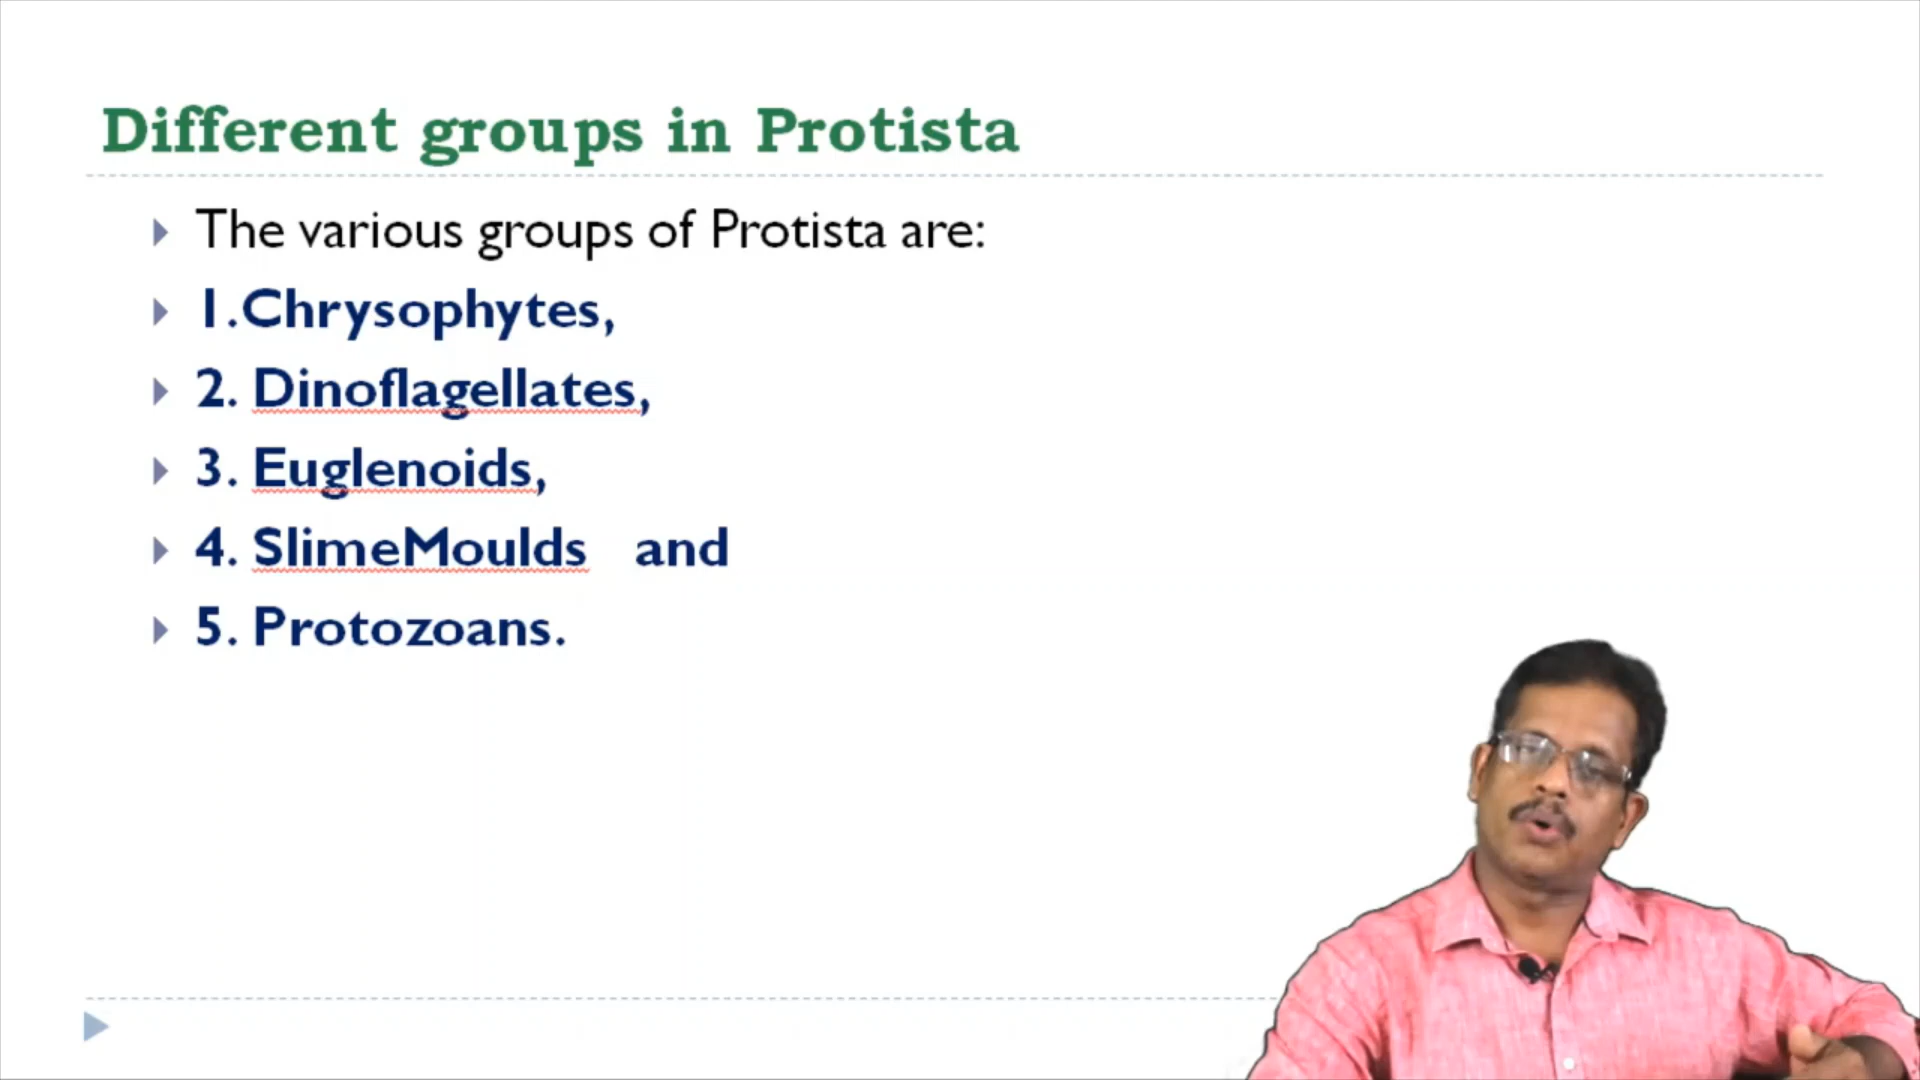 Different groups in Protista
The various groups of Protista are:
1.Chrysophytes,
2. Dinoflagellates,
3. Euglenoids,
4. SlimeMoulds and
5. Protozoans.